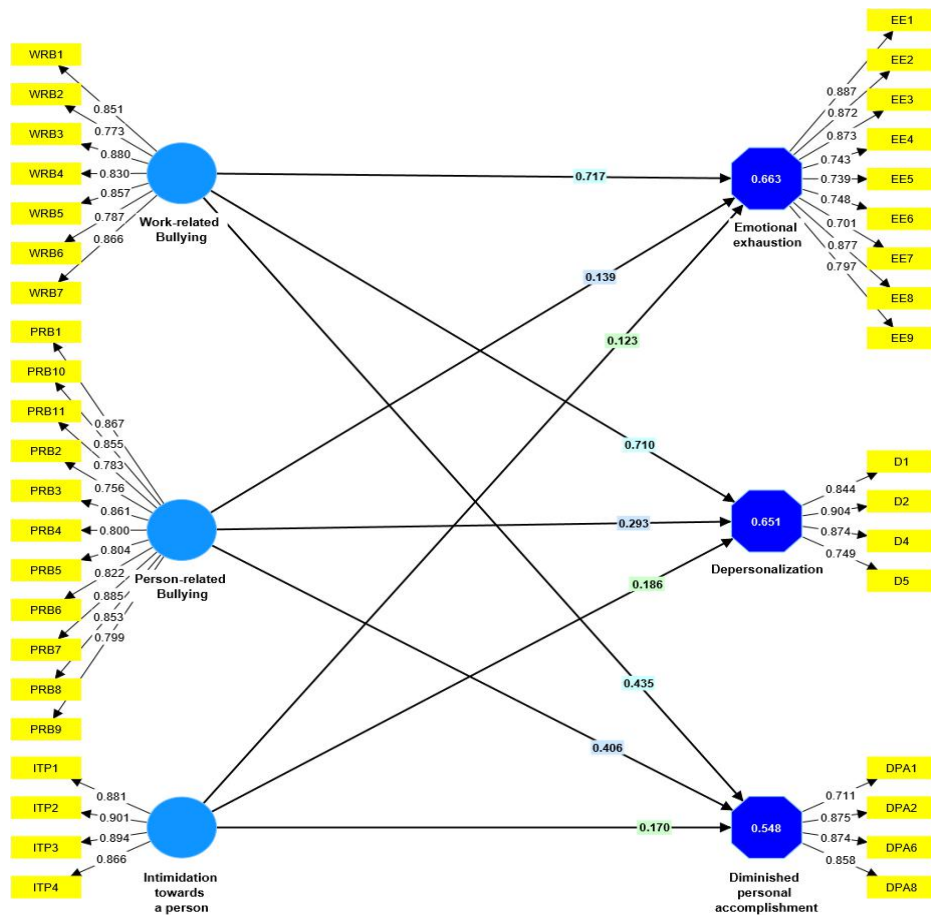 EE1
WRB1
EE2
0.887
WRB2
0.872
EE3
0.851
0.873
WRB3
0.773
EE4
0.743
0.880
WRB4
0.830
0.717
0.663
0.739
EE5
0.857
0.748
WRB5
0.787
EE6
Work-related
Bullying
Emotional
exhaustion
0.701
0.866
WRB6
0.877
EE7
0.797
WRB7
0.139
EE8
PRB1
EE9
0.123
PRB10
PRB11
0.867
0.855
PRB2
0.783
0.710
D1
0.756
0.844
PRB3
0.861
D2
0.904
PRB4
0.800
0.293
0.651
0.874
D4
0.804
0.749
PRB5
0.822
Person-related
Bullying
Depersonalization
D5
0.885
0.186
PRB6
0.853
0.799
PRB7
PRB8
0.435
PRB9
0.406
ITP1
DPA1
0.881
0.711
ITP2
0.901
0.875
DPA2
0.170
0.548
0.894
0.874
ITP3
0.866
0.858
DPA6
ITP4
Intimidation
towards
a person
Diminished
personal
accomplishment
DPA8